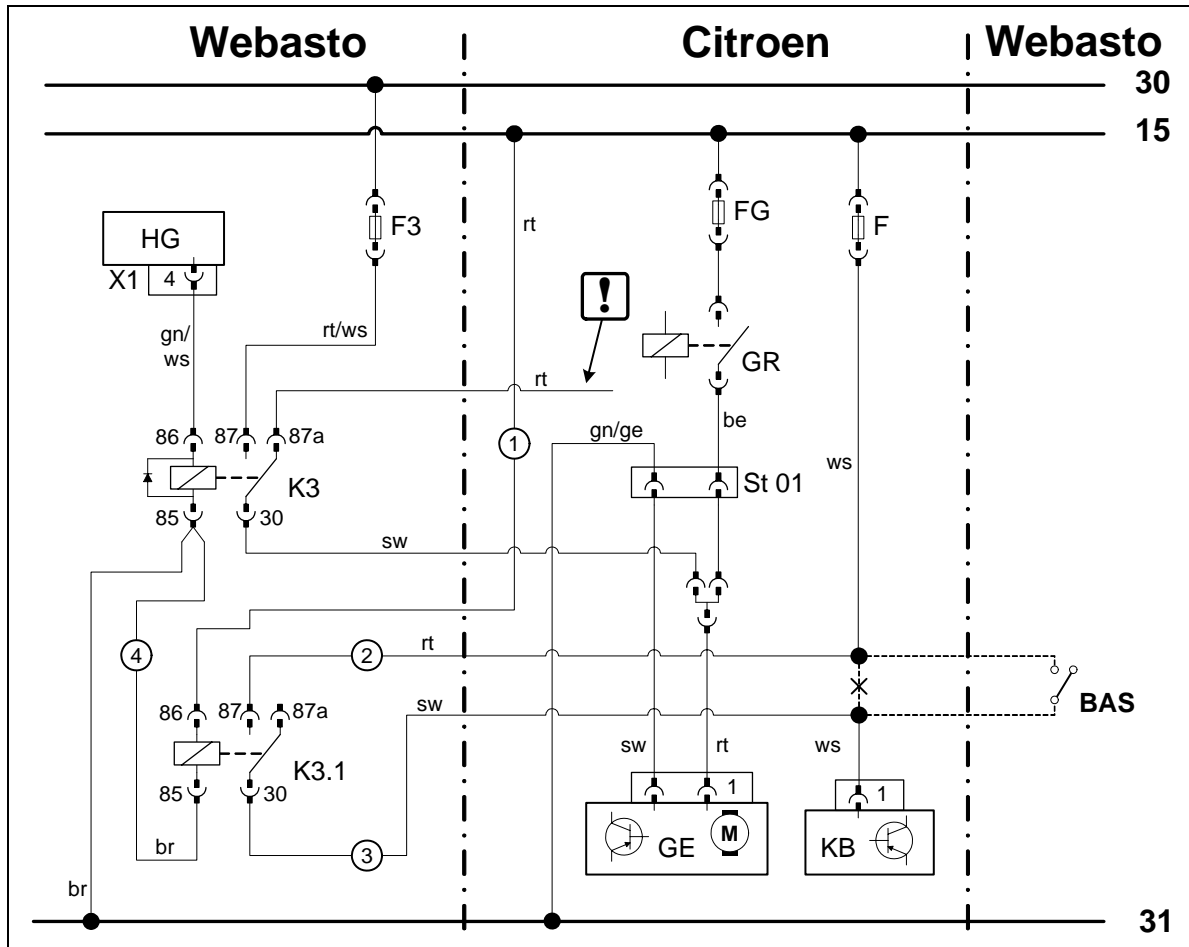 Webasto Citroen Webasto
30
15
HG
X1 4
F3
rt
FG
F
gn/
ws
rt/ws
!
rt
GR
be
gn/ge
86 87 87a
1
ws
K3
St 01
85 30
sw
4
2 rt
86 87 87a
sw
BAS
K3.1
sw rt ws
85 30
1
1
br
3
GE M
KB
br
31